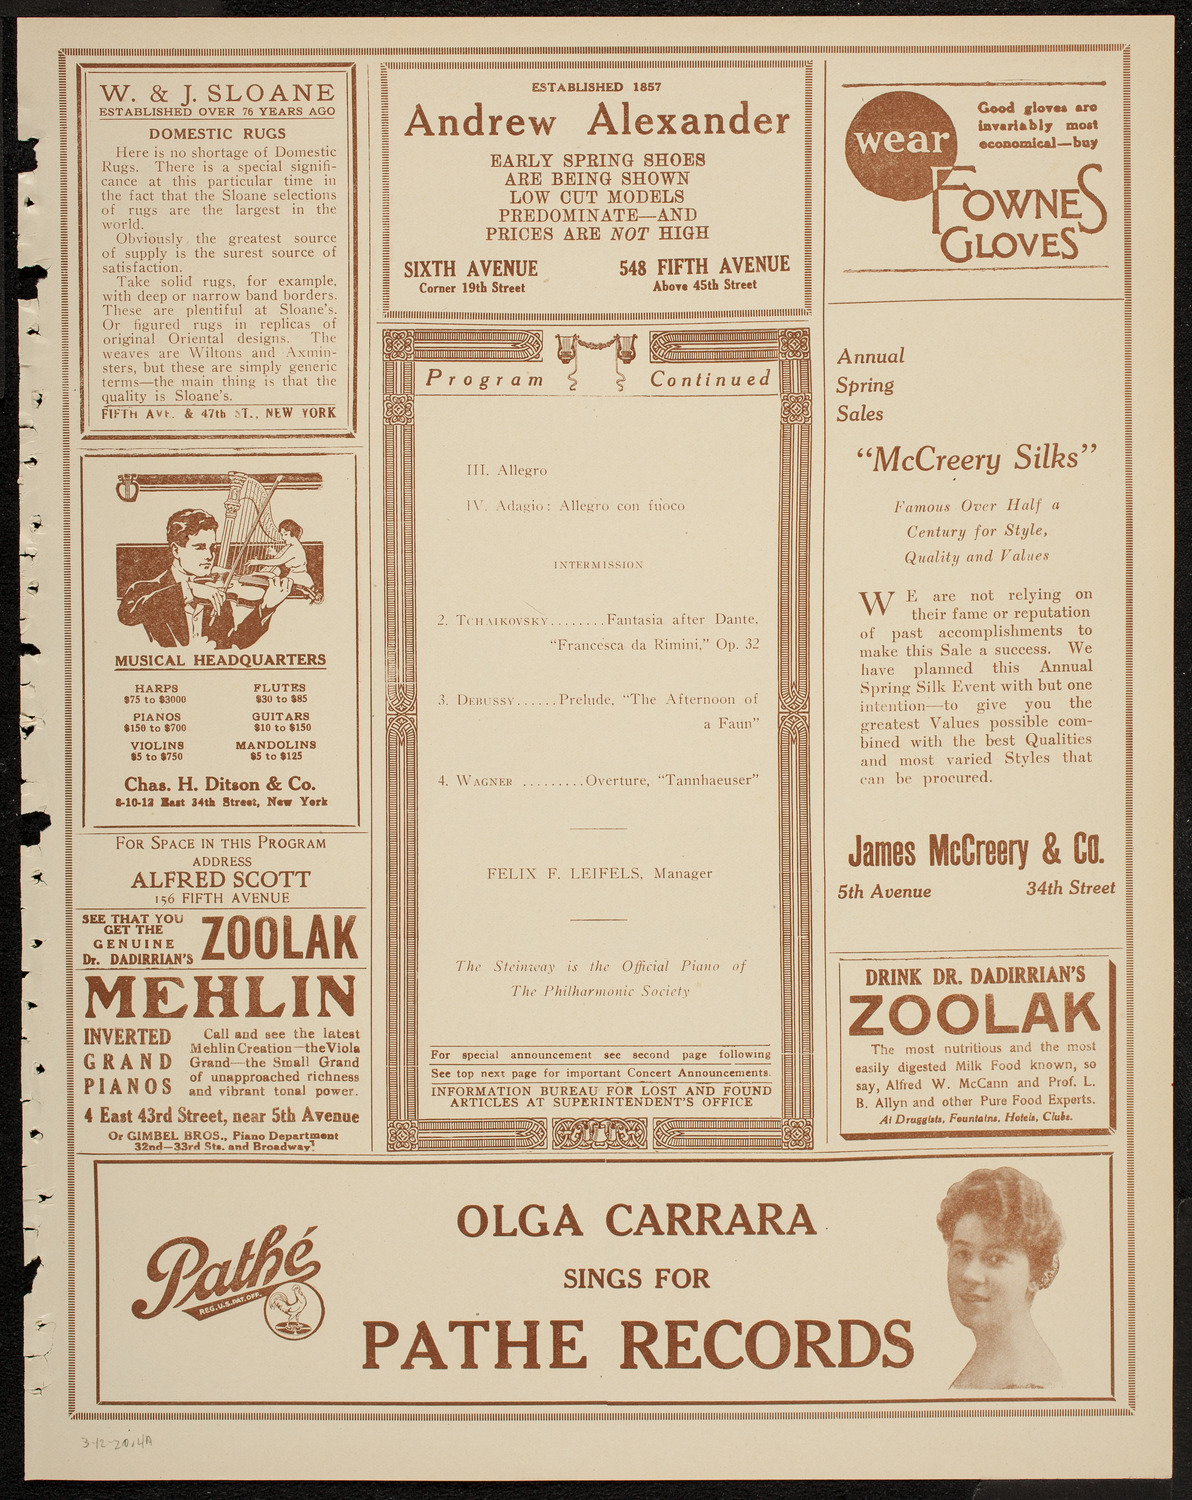 W. & J. SLOANE
ESTABLISHED OVER 76 YEARS AGO
DOMESTIC RUGS
Here is no shortage of Domestic
Rugs. There is a special signifi-
cance at this particular time in
the fact that the Sloane selections
of rugs are the largest in the
world.
Obviously the greatest source
of supply is the surest source of
satisfaction.
Take solid rugs, for example,
with deep or narrow band borders.
These are plentiful at Sloane's.
Or figured rugs in replicas of
original Oriental designs. The
weaves are Wiltons and Axmin-
sters, but these are simply generic
terms—the main thing is that the
quality is Sloane's.
FIFTH AVE. & 47th ST., NEW YORK
MUSICAL HEADQUARTERS
HARPS
$75 to $3000
FLUTES
$30 to $85
PIANOS
$150 to $700
GUITARS
$10 to $150
VIOLINS
$5 to $750
MANDOLINS
$5 to $125
Chas. H. Ditson & Co.
8-10-12 East 34th Street, New York
FOR SPACE IN THIS PROGRAM
ADDRESS
ALFRED SCOTT
156 FIFTH AVENUE
SEE THAT YOU
GET THE
GENUINE
Dr. DADIRRIAN'S
ZOOLAK
MEHLIN
INVERTED
GRAND
PIANOS
Call and see the latest
Mehlin Creation—the Viola
Grand—the Small Grand
of unapproached richness
and vibrant tonal power.
4 East 43rd Street, near 5th Avenue
Or GIMBEL BROS., Piano Department
32nd—33rd Sts. and Broadway
ESTABLISHED 1857
Andrew Alexander
EARLY SPRING SHOES
ARE BEING SHOWN
LOW CUT MODELS
PREDOMINATE—AND
PRICES ARE NOT HIGH
SIXTH AVENUE
Corner 19th Street
548 FIFTH AVENUE
Above 45th Street
Program Continued
III. Allegro
IV. Adagio: Allegro con fuoco
INTERMISSION
2. TCHAIKOVSKY........Fantasia after Dante,
"Francesca da Rimini," Op. 32
3. DEBUSSY......Prelude, "The Afternoon of
a Faun"
4. WAGNER .........Overture, "Tannhaeuser"
FELIX F. LEIFELS, Manager
The Steinway is the Official Piano of
The Philharmonic Society
For special announcement see second page following
See top next page for important Concert Announcements.
INFORMATION BUREAU FOR LOST AND FOUND
ARTICLES AT SUPERINTENDENT'S OFFICE
wear
Good gloves are
invariably most
economical—buy
FOWNES
GLOVES
Annual
Spring
Sales
"McCreery Silks"
Famous Over Half a
Century for Style,
Quality and Values
WE are not relying on
their fame or reputation
of past accomplishments to
make this Sale a success. We
have planned this Annual
Spring Silk Event with but one
intention—to give you the
greatest Values possible com-
bined with the best Qualities
and most varied Styles that
can be procured.
James McCreery & Co.
5th Avenue
34th Street
DRINK DR. DADIRRIAN'S
ZOOLAK
The most nutritious and the most
easily digested Milk Food known, so
say, Alfred W. McCann and Prof. L.
B. Allyn and other Pure Food Experts.
At Druggists, Fountains, Hotels, Clubs.
Pathé
REG. U.S. PAT. OFF.
OLGA CARRARA
SINGS FOR
PATHE RECORDS
3-12-20.4A